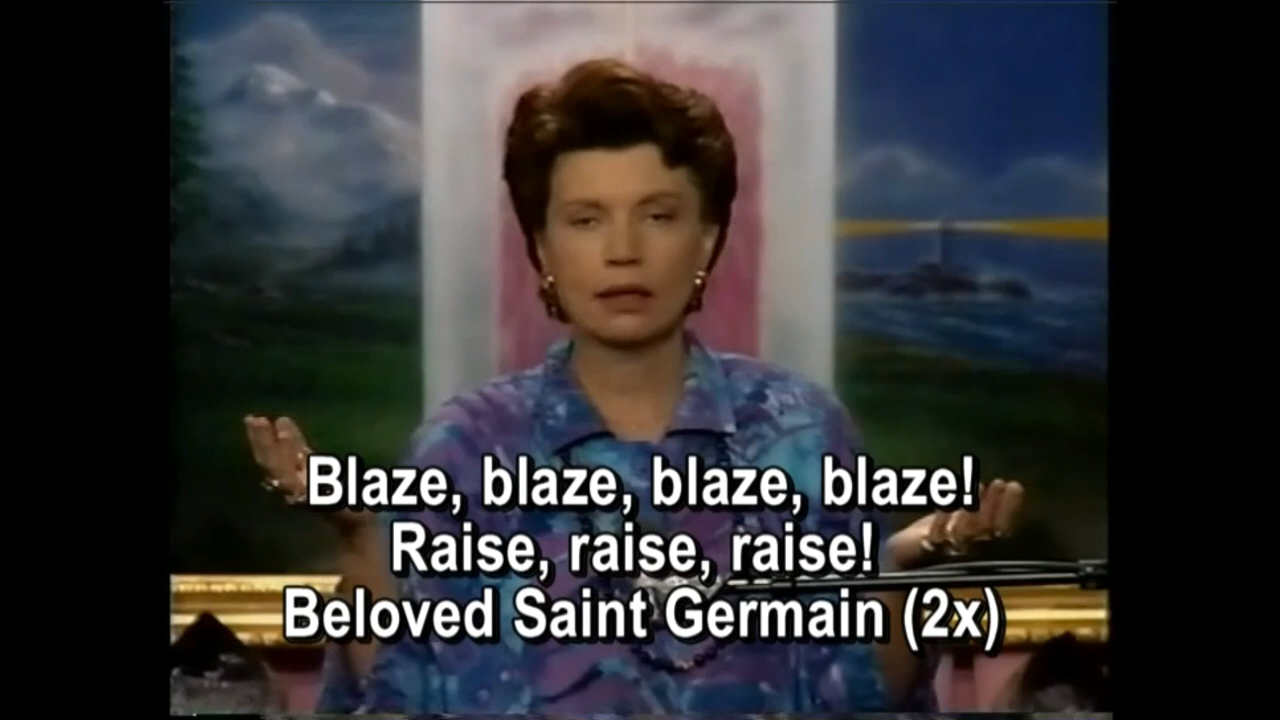 Blaze, blaze, blaze, blaze!
Raise, raise, raise!
Beloved Saint Germain (2x)